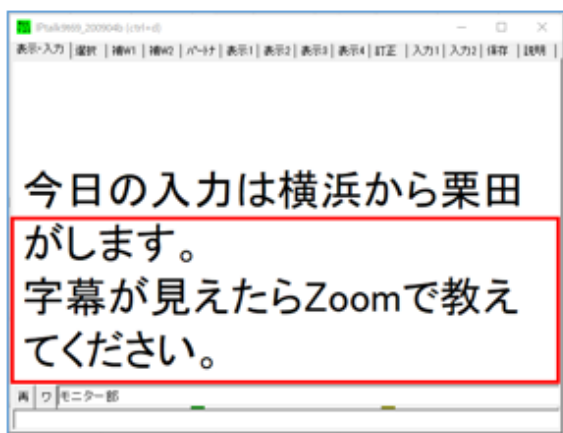 IPtalk9t69_200904b (ctrl+d)
表示・入力 選択 補W1 補W2 パートナ 表示1 表示2 表示3 表示4 訂正 入力1 入力2 保存 説明
今日の入力は横浜から栗田
がします。
字幕が見えたらZoomで教え
てください。
再 ワ モニター部